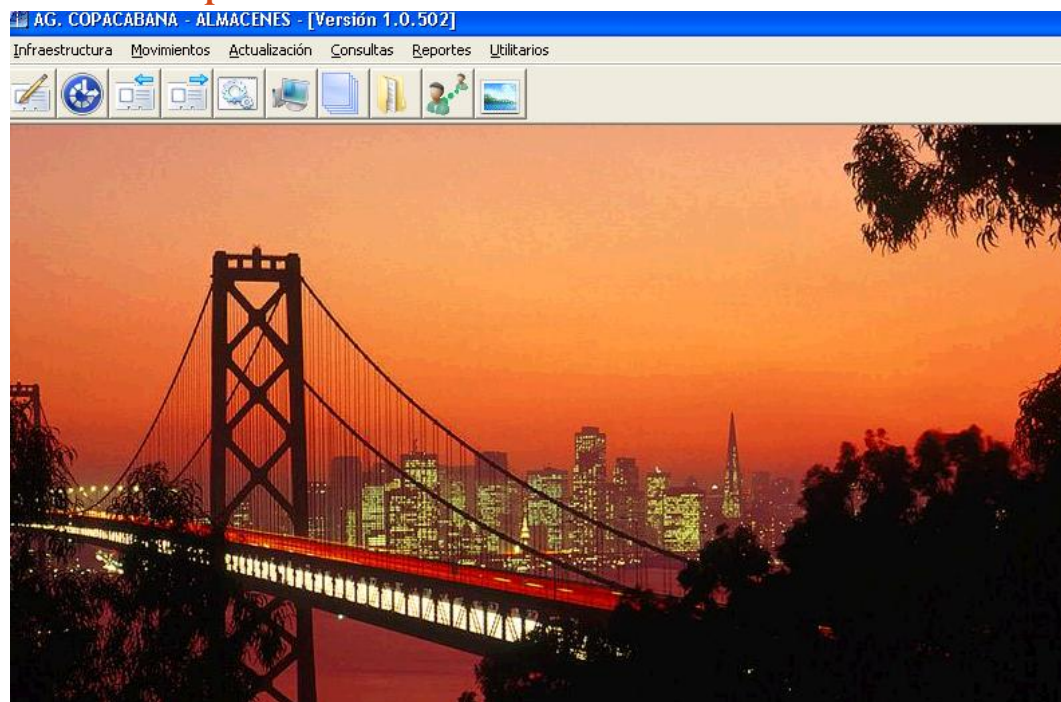 AG. COPACABANA - ALMACENES - [Versión 1.0.502]
Infraestructura Movimientos Actualización Consultas Reportes Utilitarios